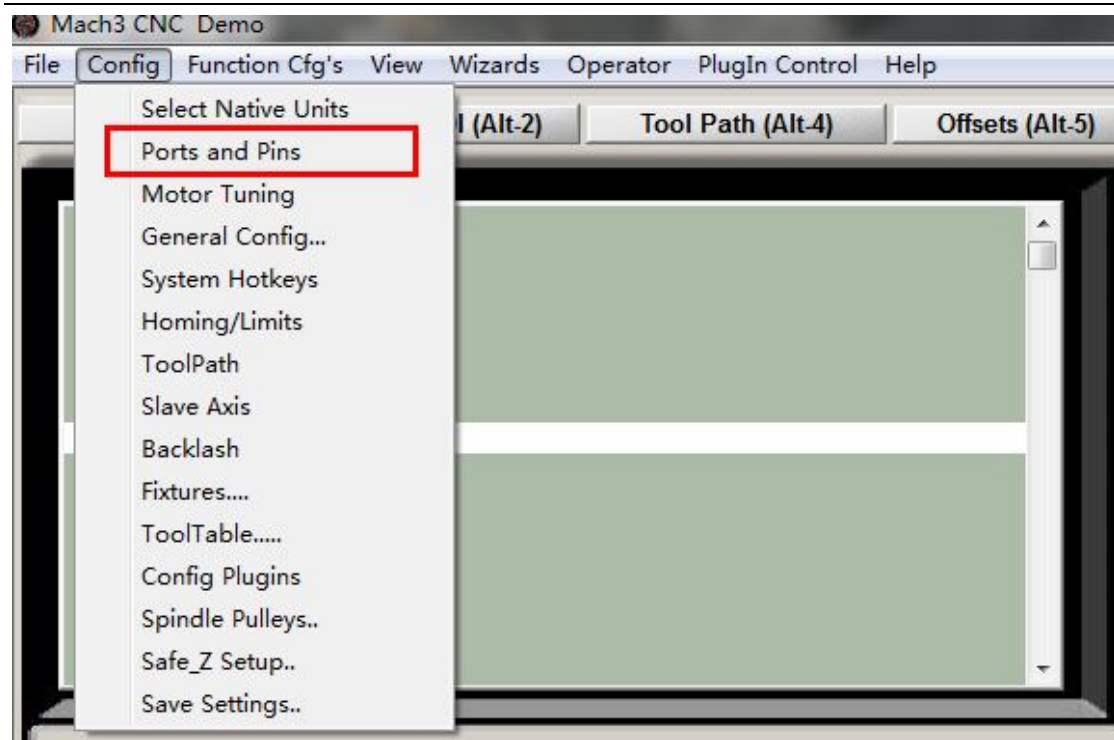 Mach3 CNC Demo
File Config Function Cfg's View Wizards Operator PlugIn Control Help
l (Alt-2) Tool Path (Alt-4) Offsets (Alt-5)
Select Native Units
Ports and Pins
Motor Tuning
General Config...
System Hotkeys
Homing/Limits
ToolPath
Slave Axis
Backlash
Fixtures....
ToolTable.....
Config Plugins
Spindle Pulleys..
Safe_Z Setup..
Save Settings..